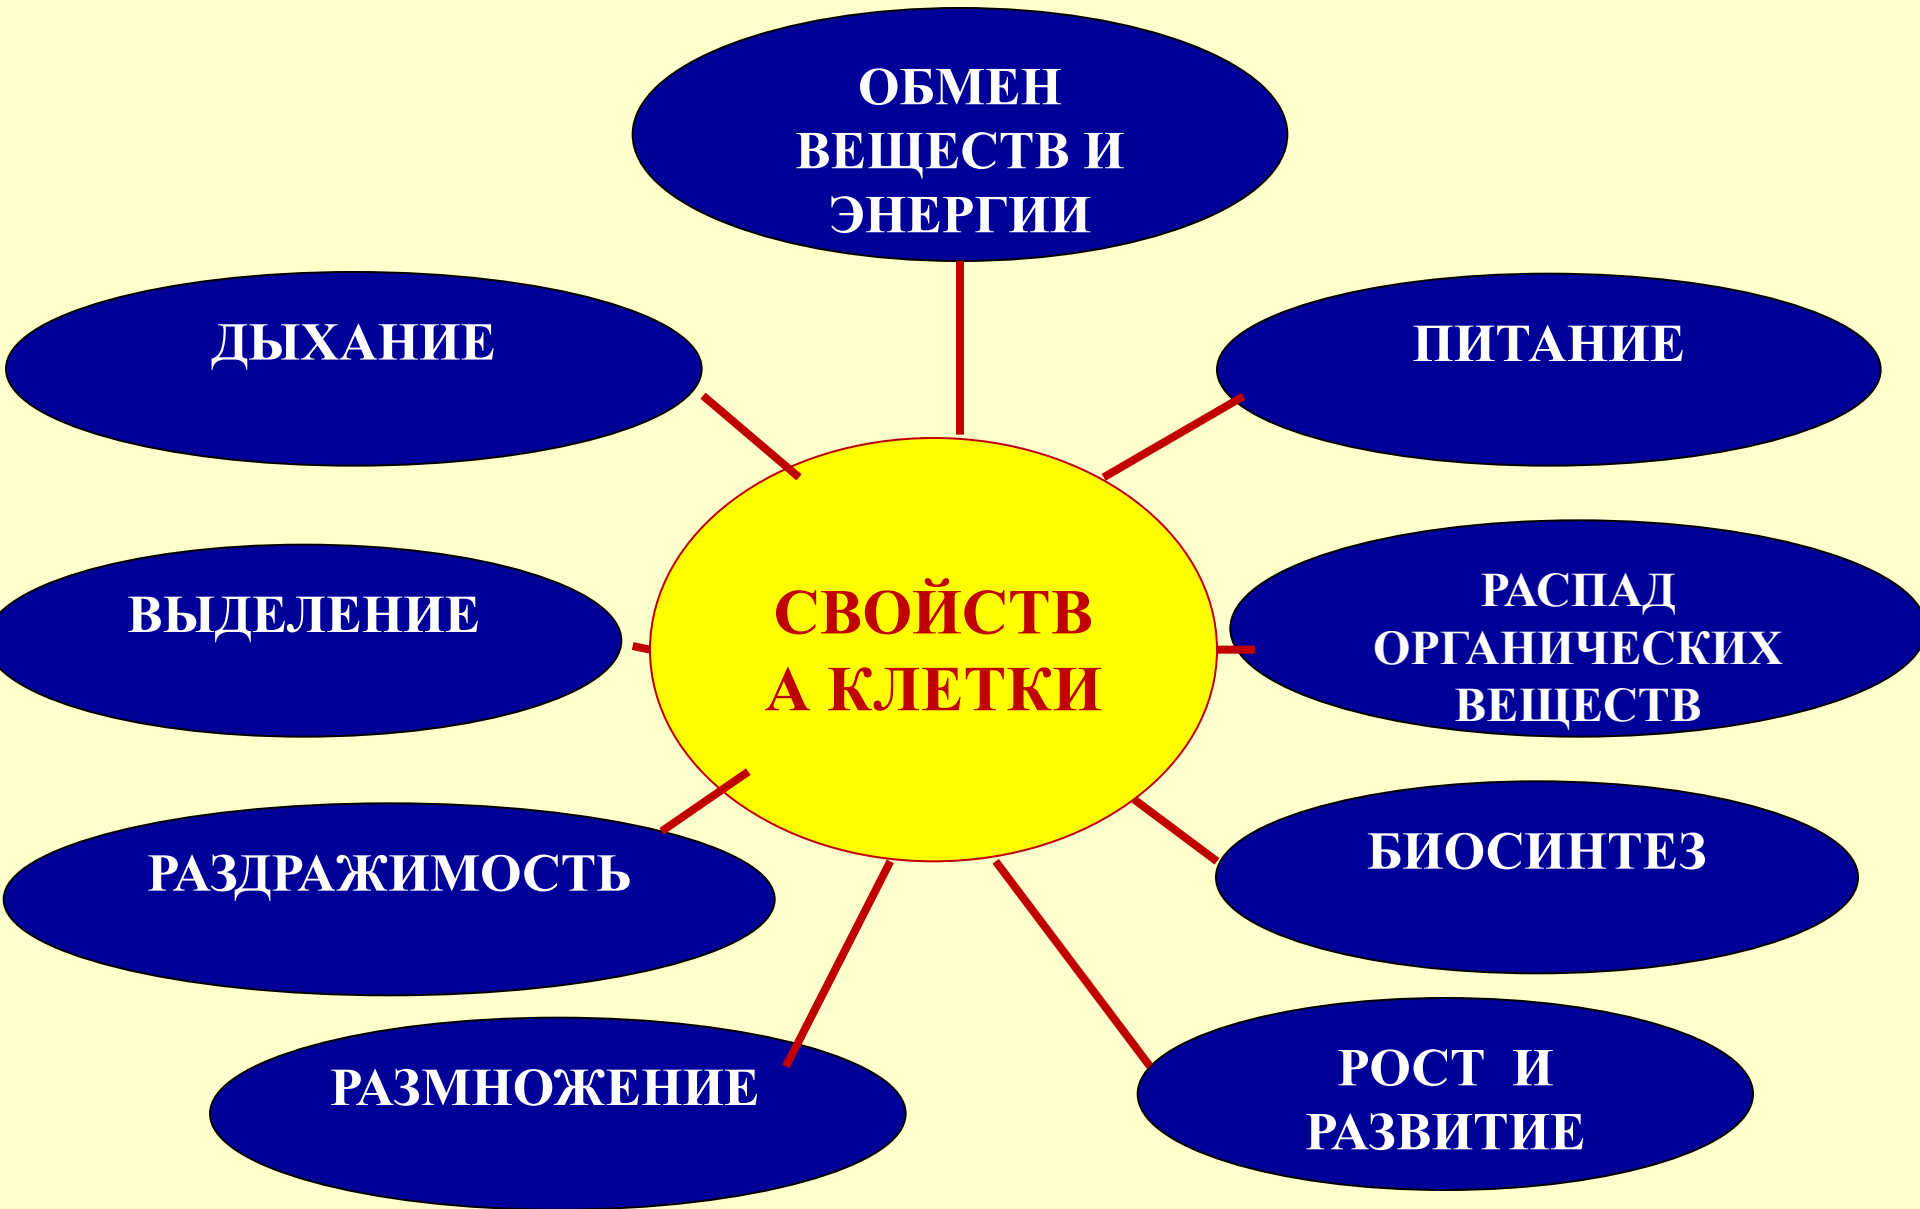 ОБМЕН
ВЕЩЕСТВ И
ЭНЕРГИИ
ДЫХАНИЕ
ПИТАНИЕ
ВЫДЕЛЕНИЕ
СВОЙСТВ
А КЛЕТКИ
РАСПАД
ОРГАНИЧЕСКИХ
ВЕЩЕСТВ
РАЗДРАЖИМОСТЬ
БИОСИНТЕЗ
РАЗМНОЖЕНИЕ
РОСТ И
РАЗВИТИЕ